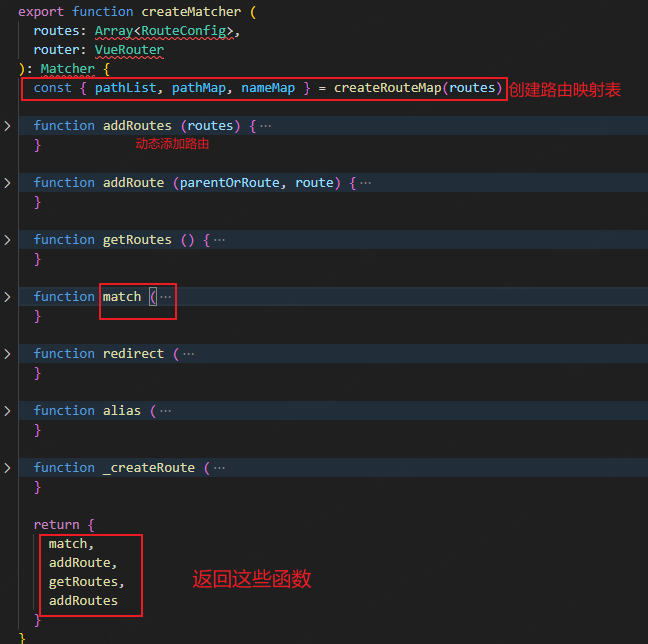 export function createMatcher (
routes: Array<RouteConfig>,
router: VueRouter
): Matcher {
const { pathList, pathMap, nameMap } = createRouteMap(routes) 创建路由映射表
function addRoutes (routes) {…
} 动态添加路由
function addRoute (parentOrRoute, route) {…
}
function getRoutes () {…
}
function match (…
}
function redirect (…
}
function alias (…
}
function _createRoute (…
}
return {
match,
addRoute,
getRoutes, 返回这些函数
addRoutes
}
}